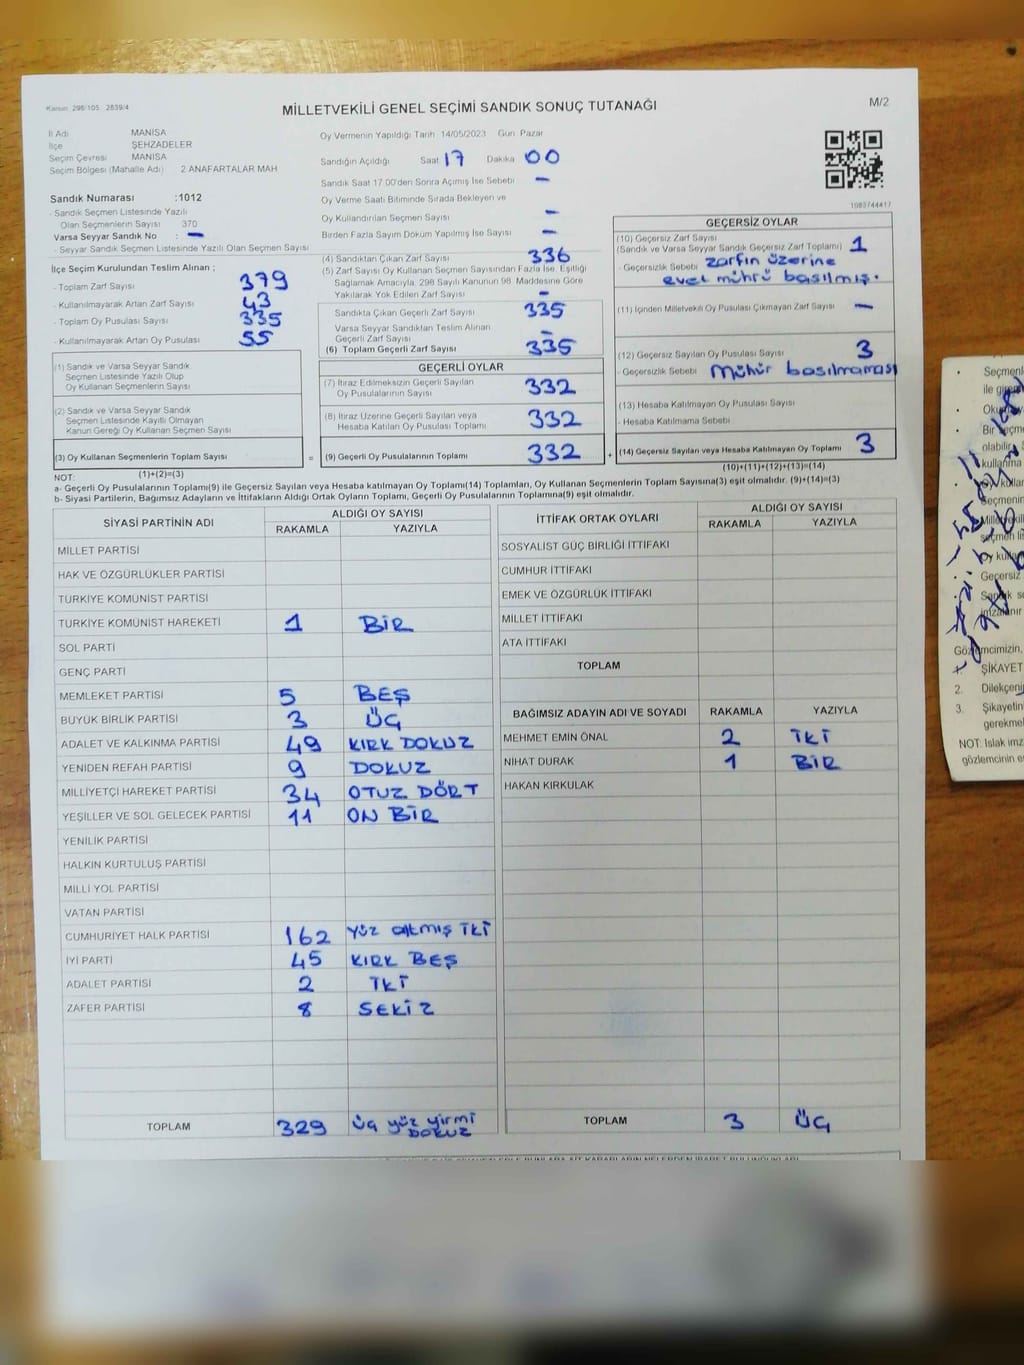 Kanun 298/105 2839/4
MİLLETVEKİLİ GENEL SEÇİMİ SANDIK SONUÇ TUTANAĞI
M/2
İl Adı MANİSA
İlçe ŞEHZADELER
Seçim Çevresi MANİSA
Seçim Bölgesi (Mahalle Adı) 2 ANAFARTALAR MAH
Sandık Numarası :1012
- Sandık Seçmen Listesinde Yazılı
Olan Seçmenlerin Sayısı 370
Varsa Seyyar Sandık No : –
- Seyyar Sandık Seçmen Listesinde Yazılı Olan Seçmen Sayısı
İlçe Seçim Kurulundan Teslim Alınan ;
- Toplam Zarf Sayısı 379
- Kullanılmayarak Artan Zarf Sayısı 43
- Toplam Oy Pusulası Sayısı 335
- Kullanılmayarak Artan Oy Pusulası 55
(1) Sandık ve Varsa Seyyar Sandık
Seçmen Listesinde Yazılı Olup
Oy Kullanan Seçmenlerin Sayısı
(2) Sandık ve Varsa Seyyar Sandık
Seçmen Listesinde Kayıtlı Olmayan
Kanun Gereği Oy Kullanan Seçmen Sayısı
(3) Oy Kullanan Seçmenlerin Toplam Sayısı =
(1)+(2)=(3)
Oy Vermenin Yapıldığı Tarih 14/05/2023 Gün Pazar
Sandığın Açıldığı Saat 17 Dakika 00
Sandık Saat 17.00'den Sonra Açımış İse Sebebi –
Oy Verme Saati Bitiminde Sırada Bekleyen ve
Oy Kullandırılan Seçmen Sayısı –
Birden Fazla Sayım Döküm Yapılmış İse Sayısı –
(4) Sandıktan Çıkan Zarf Sayısı 336
(5) Zarf Sayısı Oy Kullanan Seçmen Sayısından Fazla İse, Eşitliği
Sağlamak Amacıyla, 298 Sayılı Kanunun 98. Maddesine Göre
Yakılarak Yok Edilen Zarf Sayısı –
Sandıkta Çıkan Geçerli Zarf Sayısı 335
Varsa Seyyar Sandıktan Teslim Alınan
Geçerli Zarf Sayısı –
(6) Toplam Geçerli Zarf Sayısı 335
GEÇERLİ OYLAR
(7) İtiraz Edilmeksizin Geçerli Sayılan
Oy Pusulalarının Sayısı 332
(8) İtiraz Üzerine Geçerli Sayılan veya
Hesaba Katılan Oy Pusulası Toplamı 332
(9) Geçerli Oy Pusulalarının Toplamı 332 +
1083744417
GEÇERSİZ OYLAR
(10) Geçersiz Zarf Sayısı
(Sandık ve Varsa Seyyar Sandık Geçersiz Zarf Toplamı) 1
- Geçersizlik Sebebi zarfın üzerine
evet mührü basılmış.
(11) İçinden Milletvekili Oy Pusulası Çıkmayan Zarf Sayısı –
(12) Geçersiz Sayılan Oy Pusulası Sayısı 3
- Geçersizlik Sebebi mühür basılmaması
(13) Hesaba Katılmayan Oy Pusulası Sayısı
- Hesaba Katılmama Sebebi
(14) Geçersiz Sayılan veya Hesaba Katılmayan Oy Toplamı 3
(10)+(11)+(12)+(13)=(14)
NOT:
a- Geçerli Oy Pusulalarının Toplamı(9) ile Geçersiz Sayılan veya Hesaba katılmayan Oy Toplamı(14) Toplamları, Oy Kullanan Seçmenlerin Toplam Sayısına(3) eşit olmalıdır. (9)+(14)=(3)
b- Siyasi Partilerin, Bağımsız Adayların ve İttifakların Aldığı Ortak Oyların Toplamı, Geçerli Oy Pusulalarının Toplamına(9) eşit olmalıdır.
SİYASİ PARTİNİN ADI ALDIĞI OY SAYISI
RAKAMLA YAZIYLA
MİLLET PARTİSİ
HAK VE ÖZGÜRLÜKLER PARTİSİ
TÜRKİYE KOMÜNİST PARTİSİ
TÜRKİYE KOMÜNİST HAREKETİ 1 BİR
SOL PARTİ
GENÇ PARTİ
MEMLEKET PARTİSİ 5 BEŞ
BÜYÜK BİRLİK PARTİSİ 3 ÜÇ
ADALET VE KALKINMA PARTİSİ 49 KIRK DOKUZ
YENİDEN REFAH PARTİSİ 9 DOKUZ
MİLLİYETÇİ HAREKET PARTİSİ 34 OTUZ DÖRT
YEŞİLLER VE SOL GELECEK PARTİSİ 11 ON BİR
YENİLİK PARTİSİ
HALKIN KURTULUŞ PARTİSİ
MİLLİ YOL PARTİSİ
VATAN PARTİSİ
CUMHURİYET HALK PARTİSİ 162 yüz altmış iki
İYİ PARTİ 45 KIRK BEŞ
ADALET PARTİSİ 2 İKİ
ZAFER PARTİSİ 8 SEKİZ
TOPLAM 329 üç yüz yirmi
DOKUZ
İTTİFAK ORTAK OYLARI ALDIĞI OY SAYISI
RAKAMLA YAZIYLA
SOSYALİST GÜÇ BİRLİĞİ İTTİFAKI
CUMHUR İTTİFAKI
EMEK VE ÖZGÜRLÜK İTTİFAKI
MİLLET İTTİFAKI
ATA İTTİFAKI
TOPLAM
BAĞIMSIZ ADAYIN ADI VE SOYADI RAKAMLA YAZIYLA
MEHMET EMİN ÖNAL 2 İKİ
NİHAT DURAK 1 BİR
HAKAN KIRKULAK
TOPLAM 3 ÜÇ
Seçmenl
ile
Bir
olabilir
kullanma
Seçmenin
Oy kulla
Geçersiz
Gözlemcimizin,
ŞİKAYET
2. Dilekçeni
3. Şikayetin
gerekme
NOT: Islak imz
gözlemcinin e